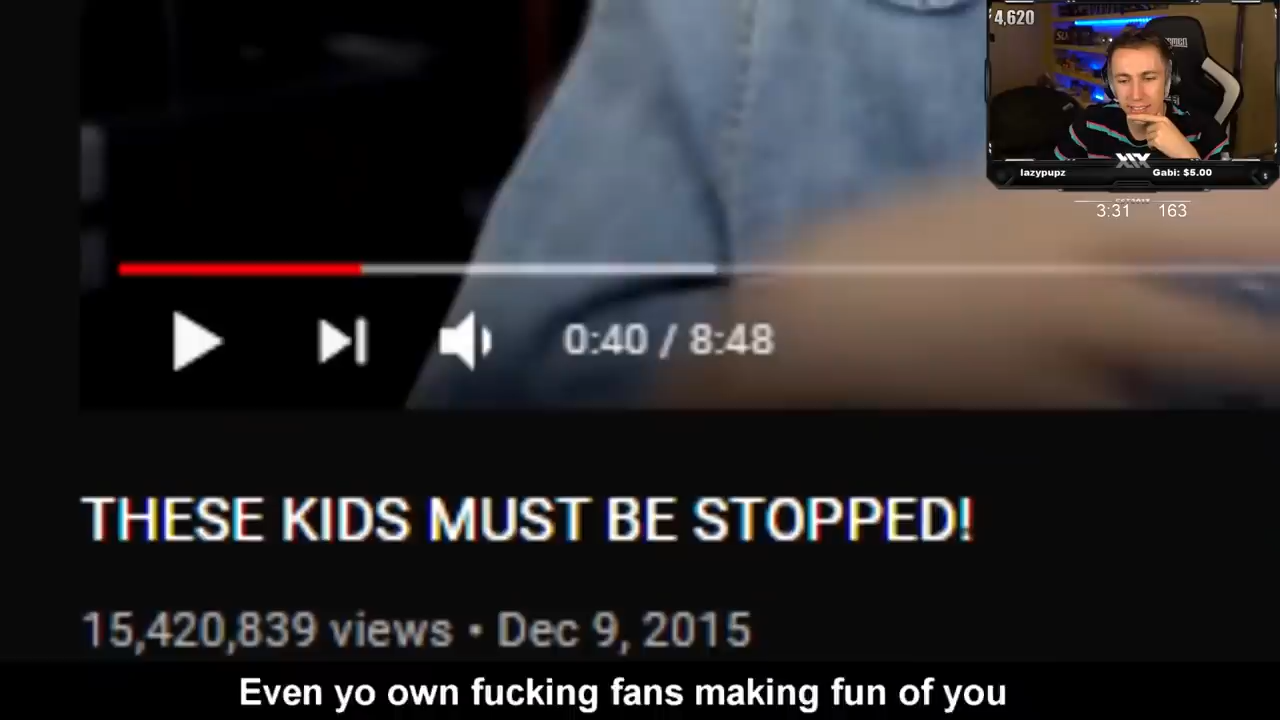 4,620
XIX
lazypupz Gabi: $5.00
3:31 163
0:40 / 8:48
THESE KIDS MUST BE STOPPED!
15,420,839 views • Dec 9, 2015
Even yo own fucking fans making fun of you